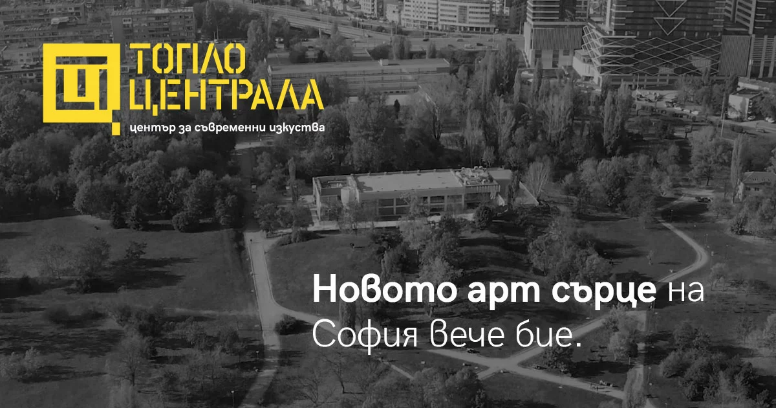 ТОПЛО
ЦЕНТРАЛА
център за съвременни изкуства
Новото арт сърце на
София вече бие.